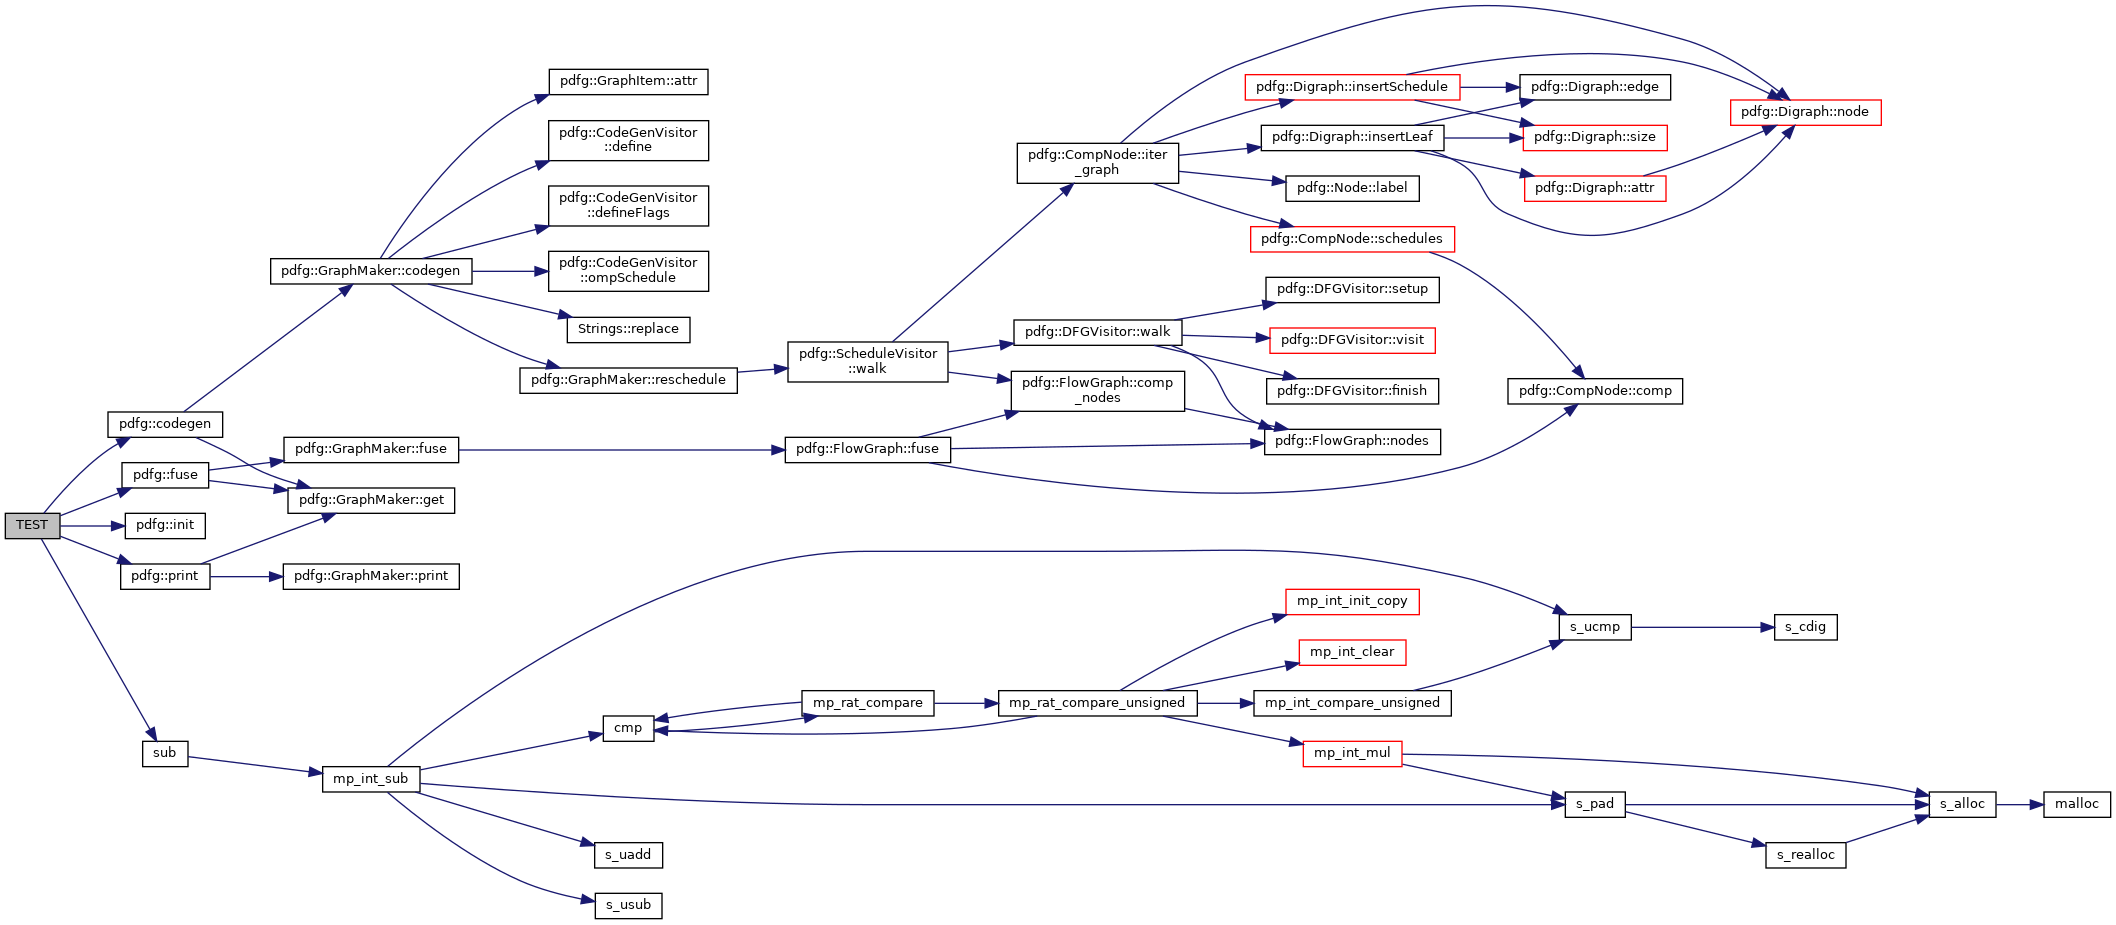 TEST
pdfg::codegen
pdfg::fuse
pdfg::init
pdfg::print
sub
pdfg::GraphMaker::codegen
pdfg::GraphMaker::fuse
pdfg::GraphMaker::get
pdfg::GraphMaker::print
mp_int_sub
pdfg::GraphItem::attr
pdfg::CodeGenVisitor
::define
pdfg::CodeGenVisitor
::defineFlags
pdfg::CodeGenVisitor
::ompSchedule
Strings::replace
pdfg::GraphMaker::reschedule
cmp
s_uadd
s_usub
pdfg::ScheduleVisitor
::walk
pdfg::FlowGraph::fuse
mp_rat_compare
pdfg::CompNode::iter
_graph
pdfg::DFGVisitor::walk
pdfg::FlowGraph::comp
_nodes
mp_rat_compare_unsigned
pdfg::Digraph::insertSchedule
pdfg::Digraph::insertLeaf
pdfg::Node::label
pdfg::CompNode::schedules
pdfg::DFGVisitor::setup
pdfg::DFGVisitor::visit
pdfg::DFGVisitor::finish
pdfg::FlowGraph::nodes
mp_int_init_copy
mp_int_clear
mp_int_compare_unsigned
mp_int_mul
pdfg::Digraph::edge
pdfg::Digraph::size
pdfg::Digraph::attr
pdfg::CompNode::comp
s_ucmp
s_pad
pdfg::Digraph::node
s_cdig
s_realloc
s_alloc
malloc